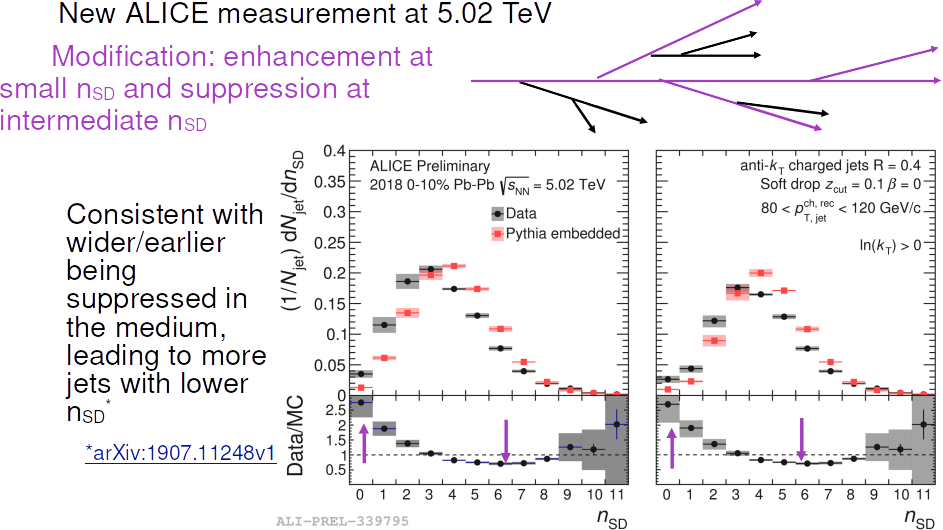 New ALICE measurement at 5.02 TeV
Modification: enhancement at
small nSD and suppression at
intermediate nSD
Consistent with
wider/earlier
being
suppressed in
the medium,
leading to more
jets with lower
nSD*
*arXiv:1907.11248v1
(1/Njet) dNjet/dnSD
0.4
0.35
0.3
0.25
0.2
0.15
0.1
0.05
0
ALICE Preliminary
2018 0-10% Pb-Pb √sNN = 5.02 TeV
Data
Pythia embedded
anti-kT charged jets R = 0.4
Soft drop zcut = 0.1 β = 0
80 < pT, jet ch, rec < 120 GeV/c
ln(kT) > 0
Data/MC
2.5
2
1.5
1
0.5
0 1 2 3 4 5 6 7 8 9 10 11
0 1 2 3 4 5 6 7 8 9 10 11
nSD
nSD
ALI-PREL-339795